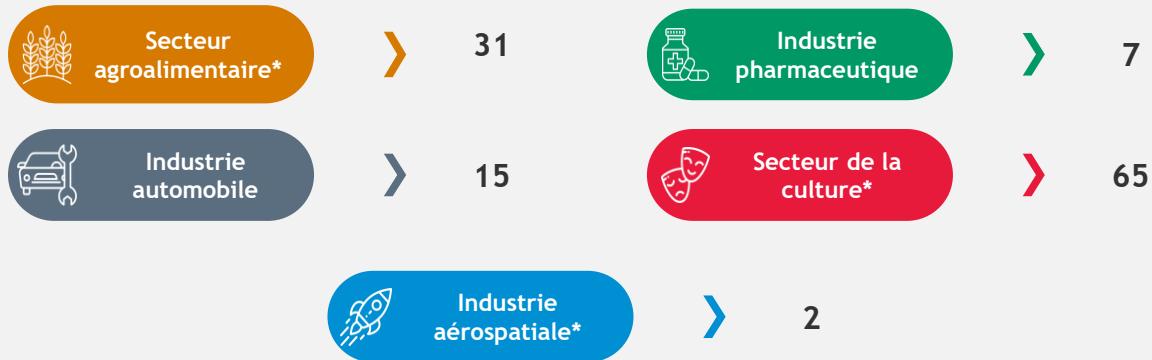 Secteur
agroalimentaire*
31
Industrie
pharmaceutique
7
Industrie
automobile
15
Secteur de la
culture*
65
Industrie
aérospatiale*
2